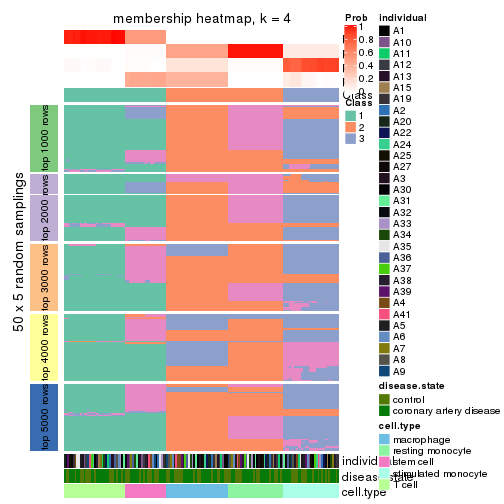 membership heatmap, k = 4
50 x 5 random samplings
top 1000 rows
top 2000 rows
top 3000 rows
top 4000 rows
top 5000 rows
Prob
1
0.8
0.6
0.4
0.2
0
Class
Class
1
2
3
individual
disease.state
cell.type
individual
A1
A10
A11
A12
A13
A15
A19
A2
A20
A22
A24
A25
A27
A3
A30
A31
A32
A33
A34
A35
A36
A37
A38
A39
A4
A41
A5
A6
A7
A8
A9
disease.state
control
coronary artery disease
cell.type
macrophage
resting monocyte
stem cell
stimulated monocyte
T cell